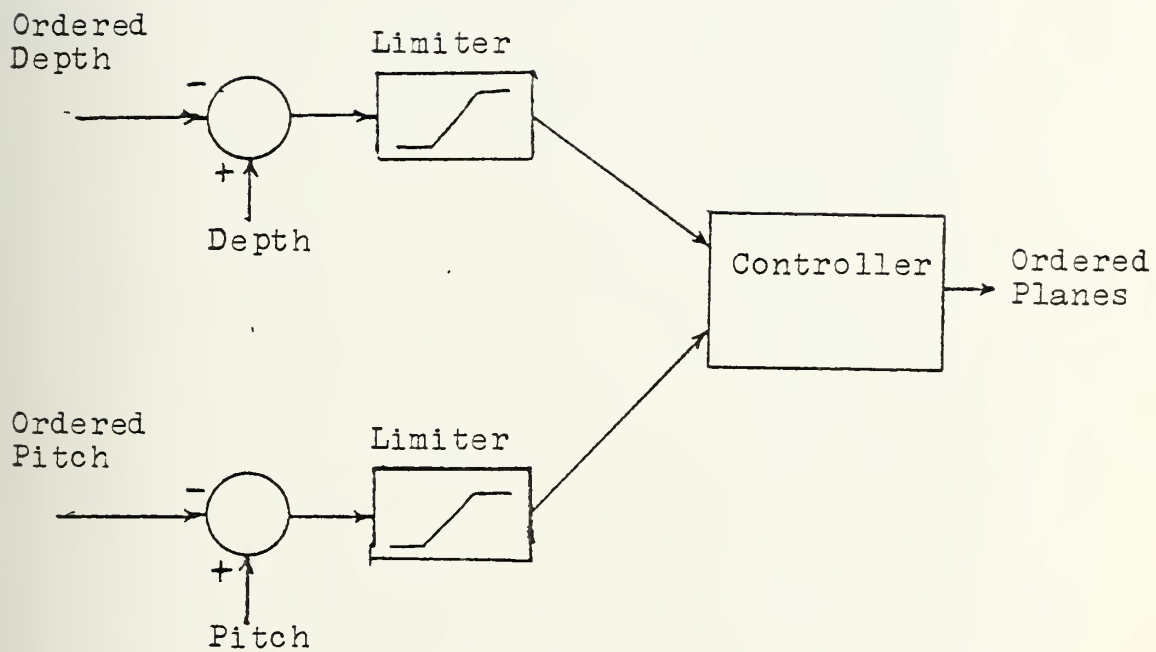 Ordered
Depth
Limiter
-
+
Depth
Controller
Ordered
Planes
Ordered
Pitch
Limiter
-
+
Pitch